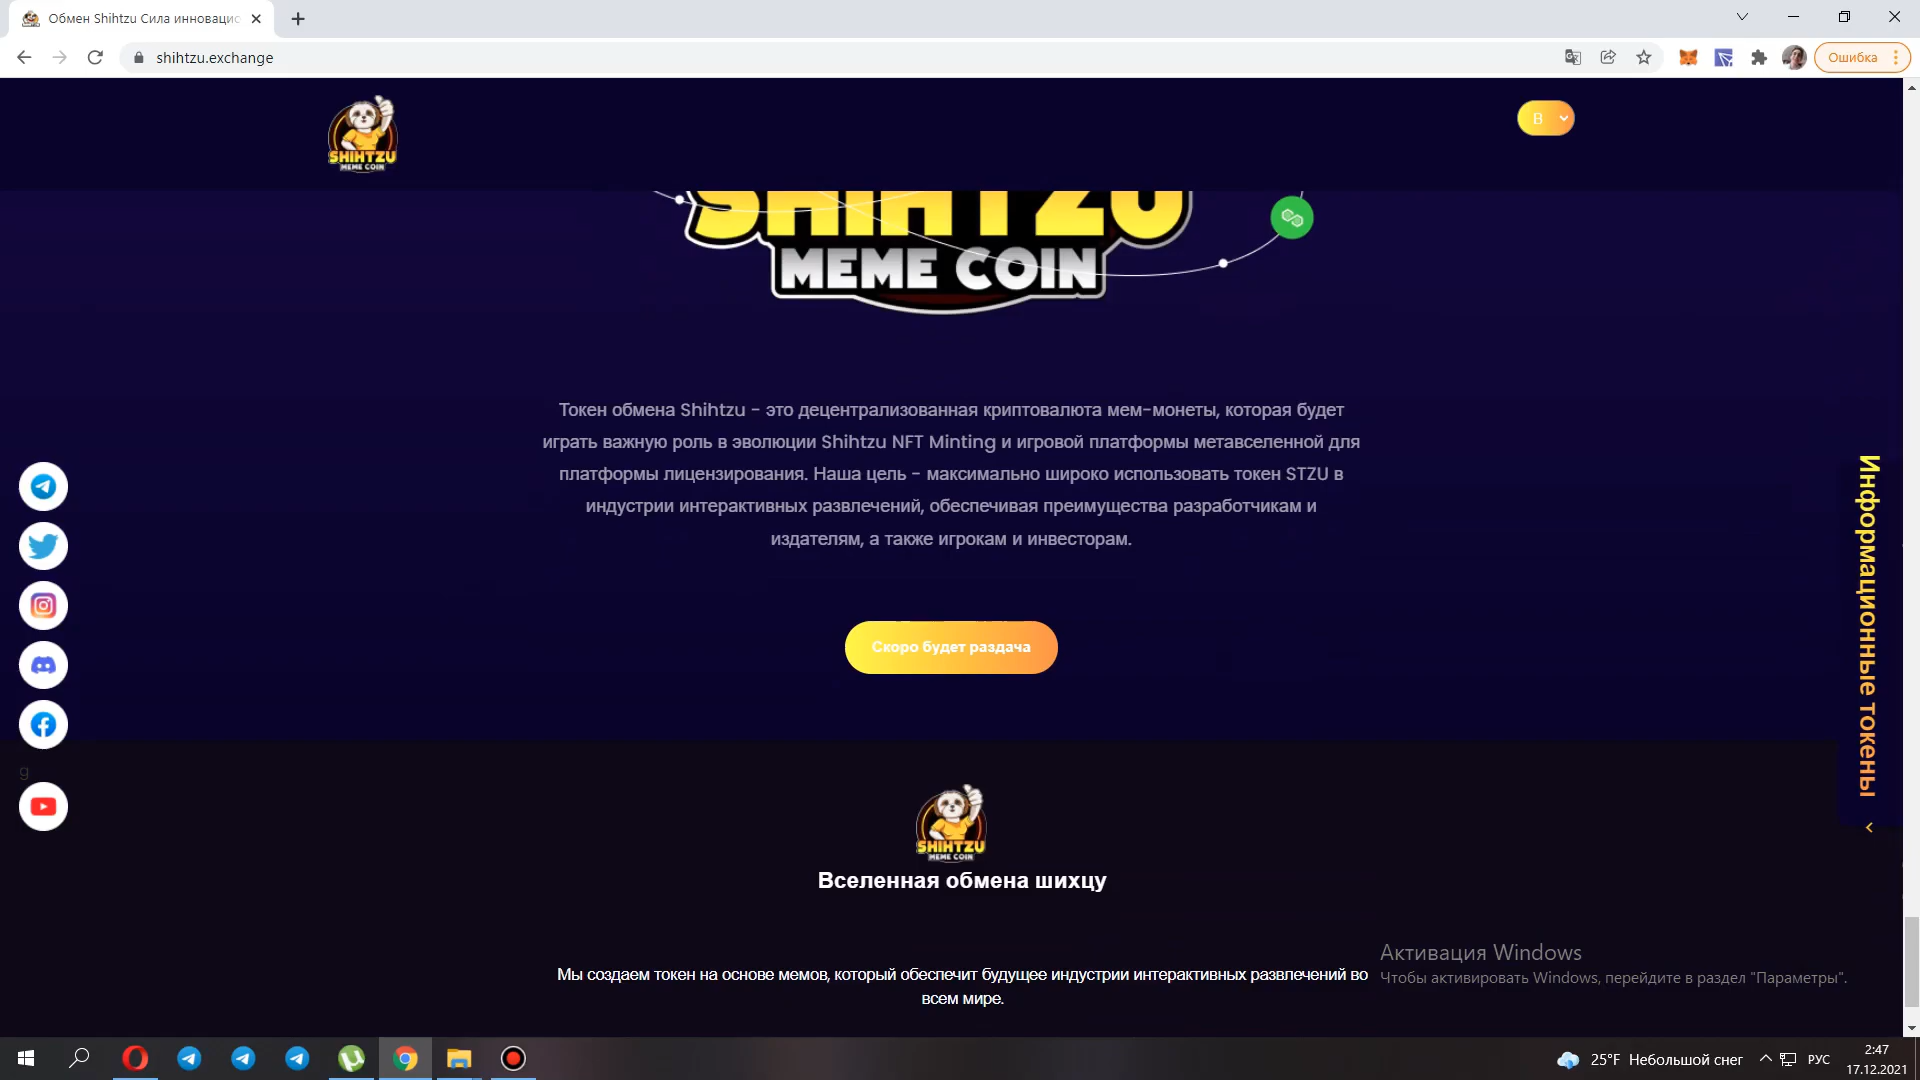 Обмен Shihtzu Сила инновацио
shihtzu.exchange
Ошибка
SHIHTZU
MEME COIN
B
SHIHTZU
MEME COIN
Токен обмена Shihtzu - это децентрализованная криптовалюта мем-монеты, которая будет
играть важную роль в эволюции Shihtzu NFT Minting и игровой платформы метавселенной для
платформы лицензирования. Наша цель - максимально широко использовать токен STZU в
индустрии интерактивных развлечений, обеспечивая преимущества разработчикам и
издателям, а также игрокам и инвесторам.
Скоро будет раздача
Информационные токены
g
SHIHTZU
MEME COIN
Вселенная обмена шихцу
Мы создаем токен на основе мемов, который обеспечит будущее индустрии интерактивных развлечений во
всем мире.
Активация Windows
Чтобы активировать Windows, перейдите в раздел "Параметры".
25°F Небольшой снег
РУС
2:47
17.12.2021